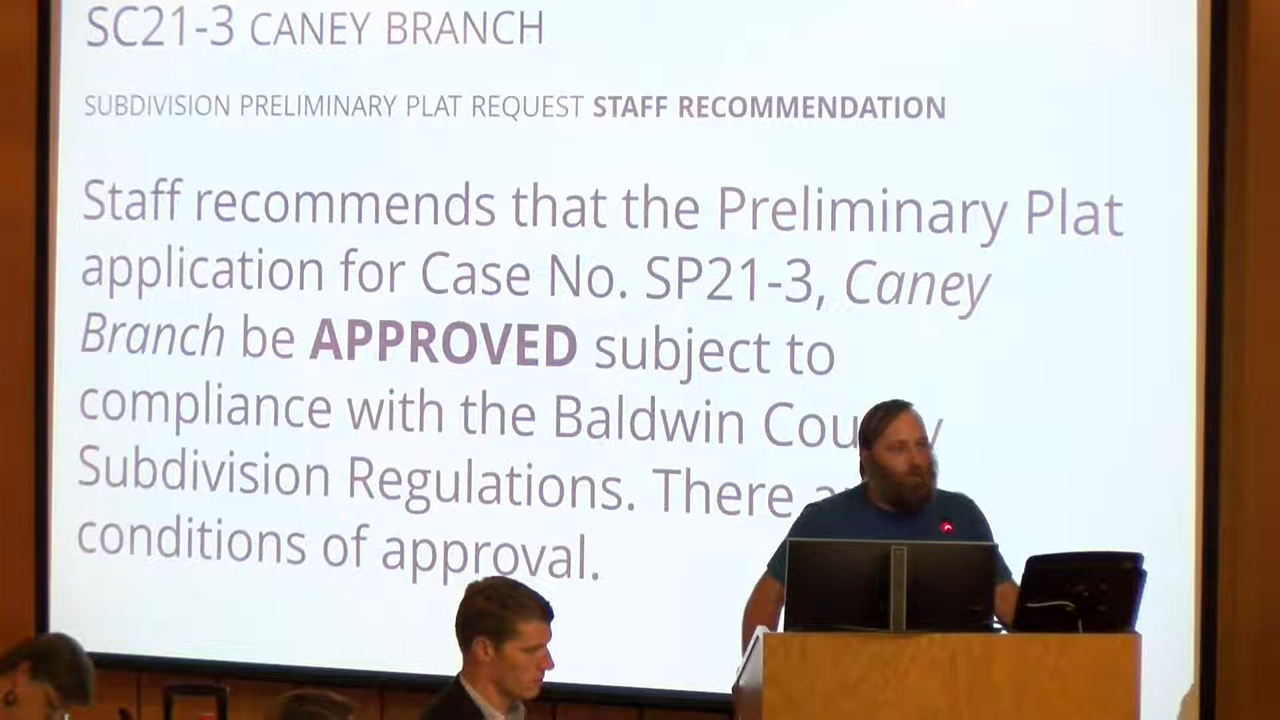 SC21-3 CANEY BRANCH
SUBDIVISION PRELIMINARY PLAT REQUEST STAFF RECOMMENDATION
Staff recommends that the Preliminary Plat
application for Case No. SP21-3, Caney
Branch be APPROVED subject to
compliance with the Baldwin
Subdivision Regulations. There
conditions of approval.